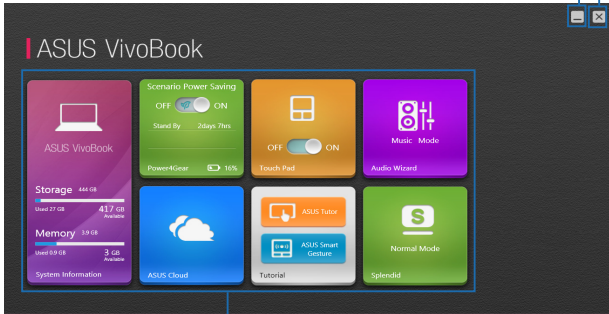 ASUS VivoBook
ASUS VivoBook
Storage 444 GB
Used 27 GB 417 GB
Available
Memory 3.9 GB
Used 0.9 GB 3 GB
Available
System Information
Scenario Power Saving
OFF ON
Stand By 2days 7hrs
Power4Gear 16%
OFF ON
Touch Pad
Music Mode
Audio Wizard
ASUS Cloud
ASUS Tutor
ASUS Smart
Gesture
Tutorial
S
Normal Mode
Splendid